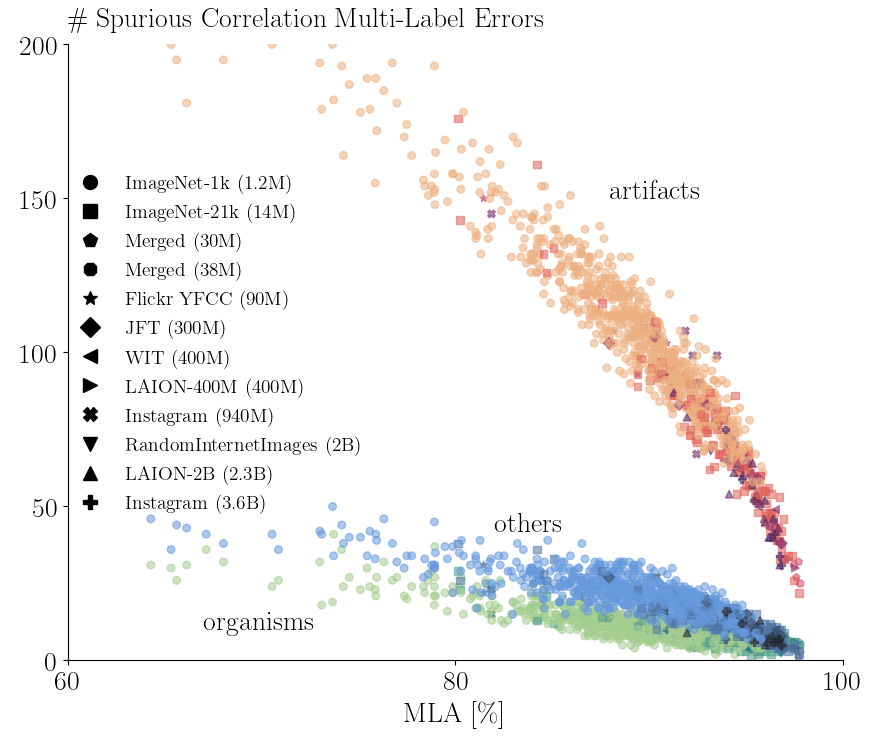 # Spurious Correlation Multi-Label Errors
200
150
100
50
0
ImageNet-1k (1.2M)
ImageNet-21k (14M)
Merged (30M)
Merged (38M)
Flickr YFCC (90M)
JFT (300M)
WIT (400M)
LAION-400M (400M)
Instagram (940M)
RandomInternetImages (2B)
LAION-2B (2.3B)
Instagram (3.6B)
artifacts
others
organisms
60
80
100
MLA [%]